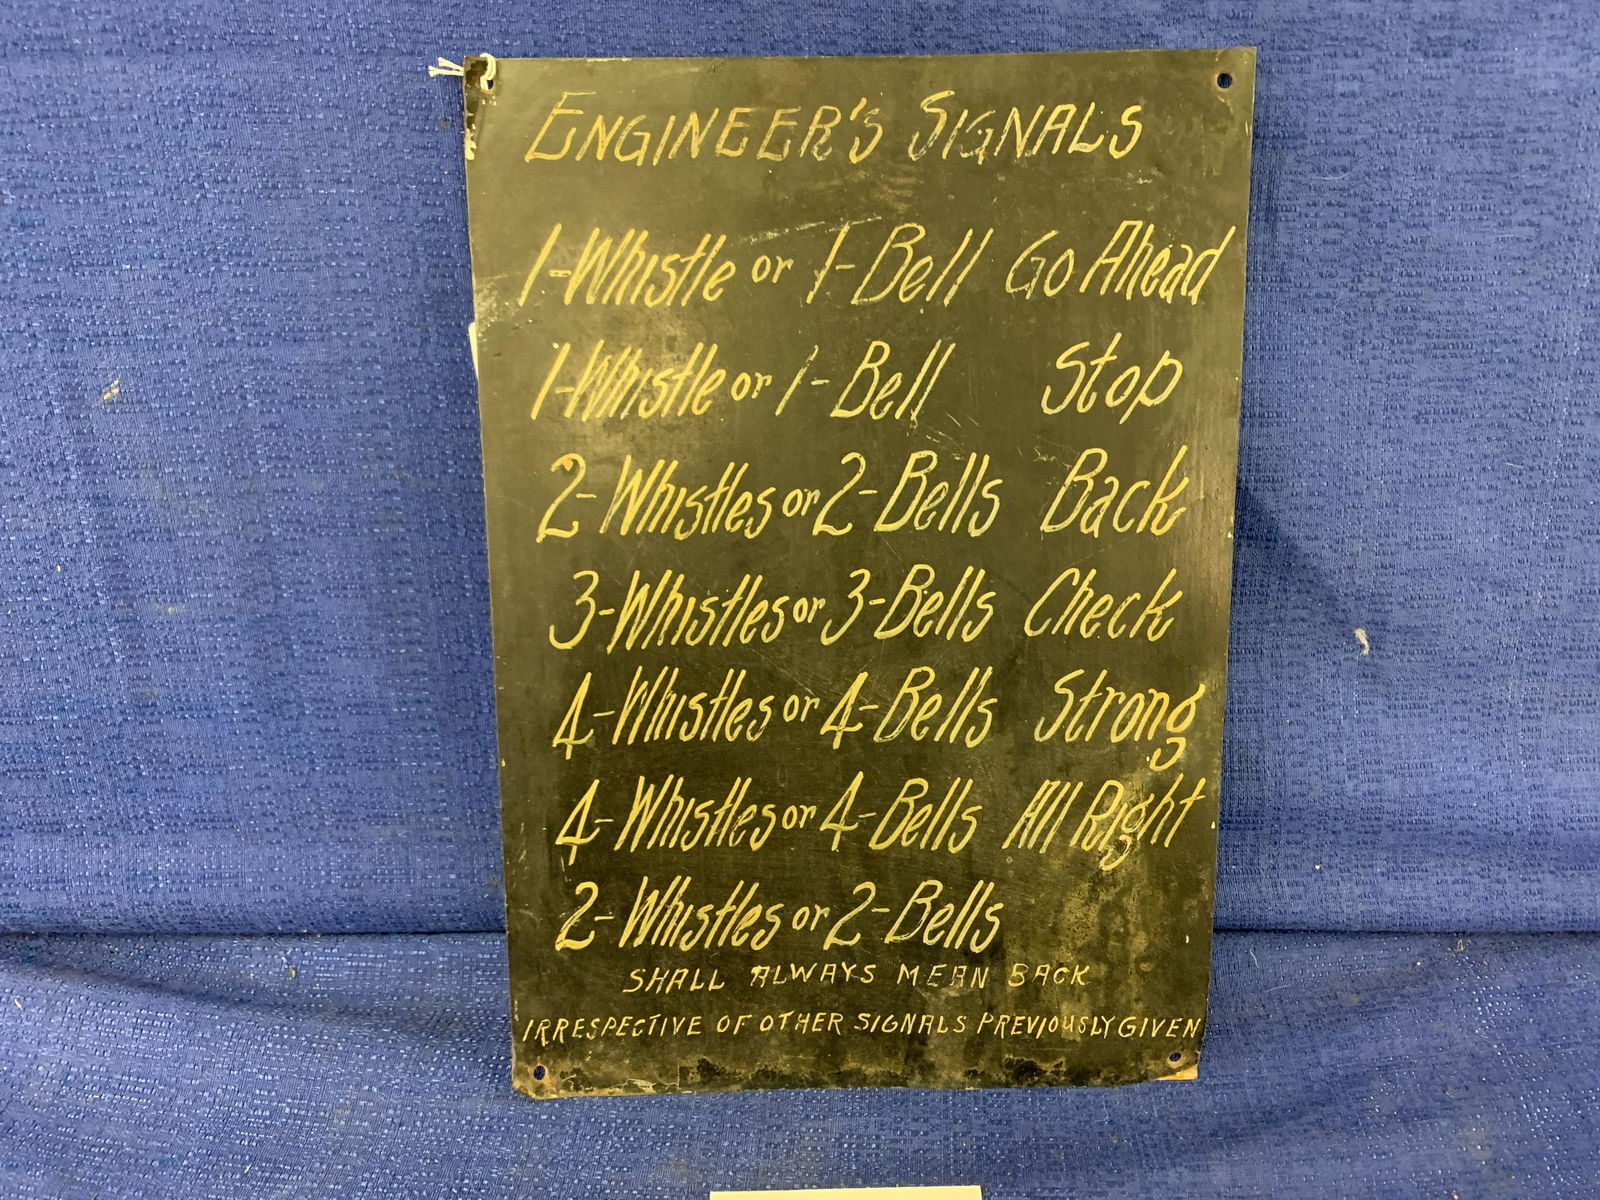 ENGINEER'S SIGNALS
1-Whistle or 1-Bell Go Ahead
1-Whistle or 1-Bell Stop
2-Whistles or 2-Bells Back
3-Whistles or 3-Bells Check
4-Whistles or 4-Bells Strong
4-Whistles or 4-Bells All Right
2-Whistles or 2-Bells
SHALL ALWAYS MEAN BACK
IRRESPECTIVE OF OTHER SIGNALS PREVIOUSLY GIVEN